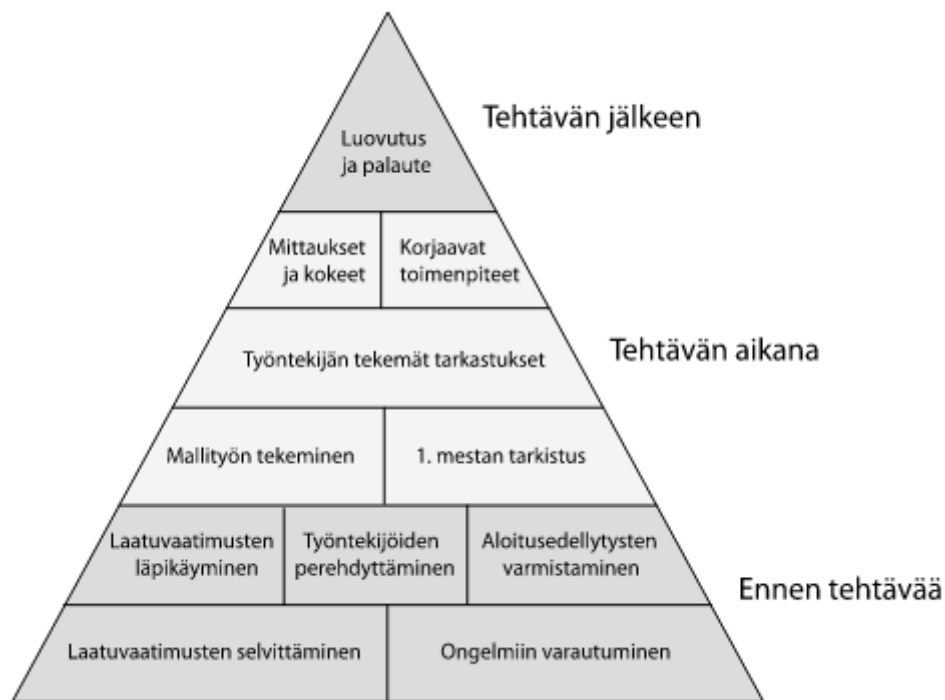 Tehtävän jälkeen
Luovutus
ja palaute
Mittaukset
ja kokeet
Korjaavat
toimenpiteet
Tehtävän aikana
Työntekijän tekemät tarkastukset
Mallityön tekeminen
1. mestan tarkistus
Laatuvaatimusten
läpikäyminen
Työntekijöiden
perehdyttäminen
Aloitusedellytysten
varmistaminen
Ennen tehtävää
Laatuvaatimusten selvittäminen
Ongelmiin varautuminen